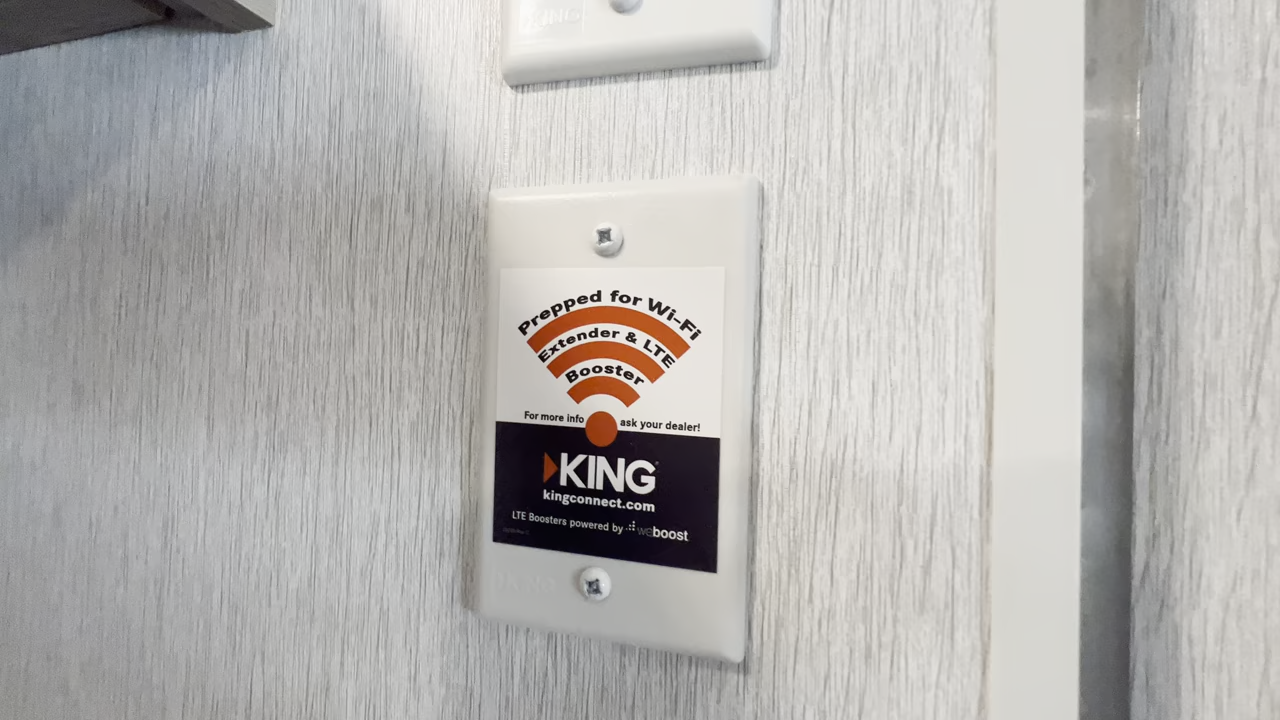 KING
Prepped for Wi-Fi
Extender & LTE
Booster
For more info ask your dealer!
KING
kingconnect.com
LTE Boosters powered by weboost